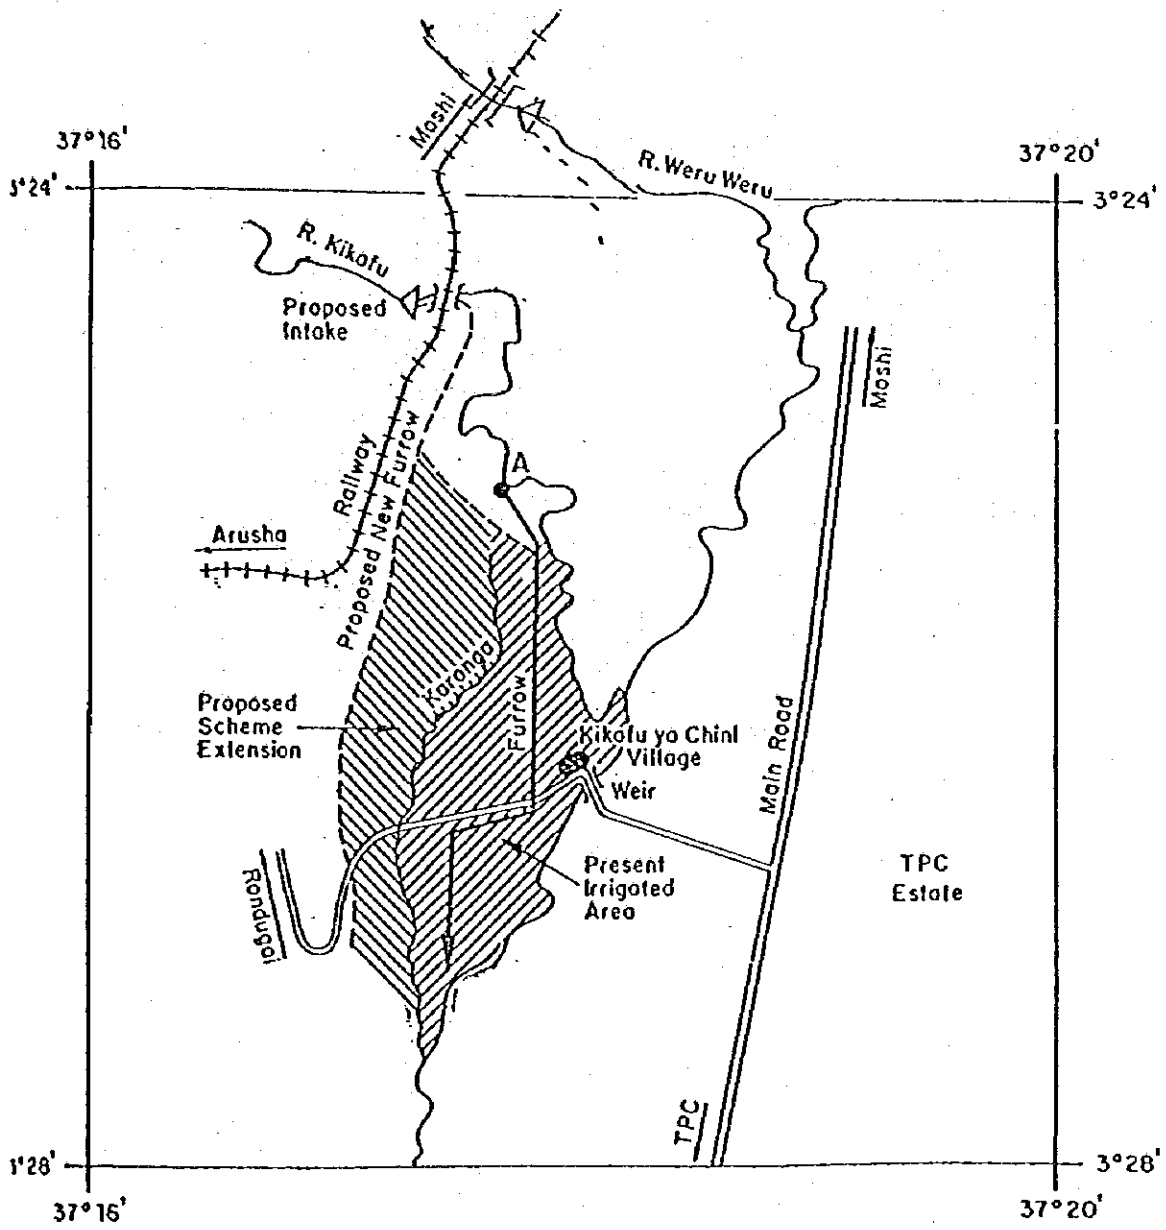 Moshi
37°16'
37°20'
R. Weru Weru
3°24'
3°24'
R. Kikafu
Proposed
Intake
Moshi
A
Railway
Proposed New Furrow
Arusha
Karanga
Furrow
Proposed
Scheme
Extension
Kikafu ya Chini
Village
Weir
Main Road
Present
Irrigated
Area
TPC
Estate
Rondugai
TPC
1°28'
3°28'
37°16'
37°20'